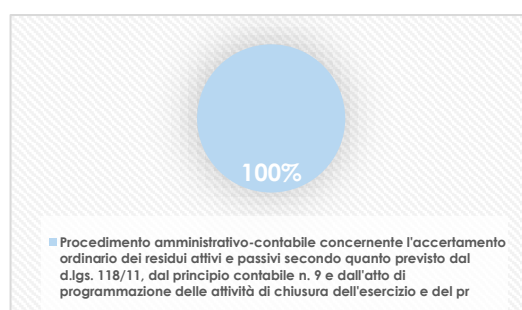 100%
Procedimento amministrativo-contabile concernente l'accertamento
ordinario dei residui attivi e passivi secondo quanto previsto dal
d.lgs. 118/11, dal principio contabile n. 9 e dall'atto di
programmazione delle attività di chiusura dell'esercizio e del pr